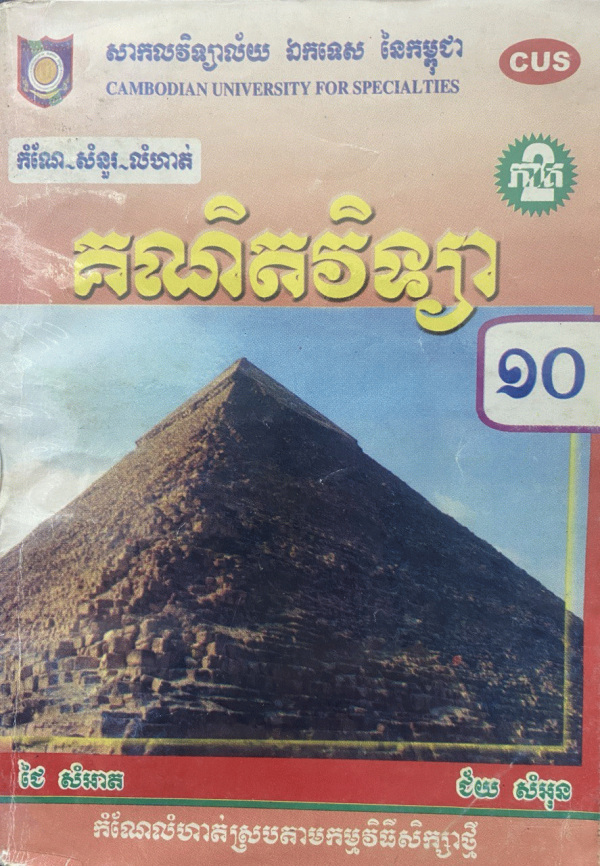 សាកលវិទ្យាល័យ ឯកទេស នៃកម្ពុជា
CAMBODIAN UNIVERSITY FOR SPECIALTIES
CUS
កំណែ~សំនួរ~លំហាត់
ភាគ
2
គណិតវិទ្យា
១០
ជៃ សំអាត
ជ័យ សំអុន
កំណែលំហាត់ស្របតាមកម្មវិធីសិក្សាថ្មី